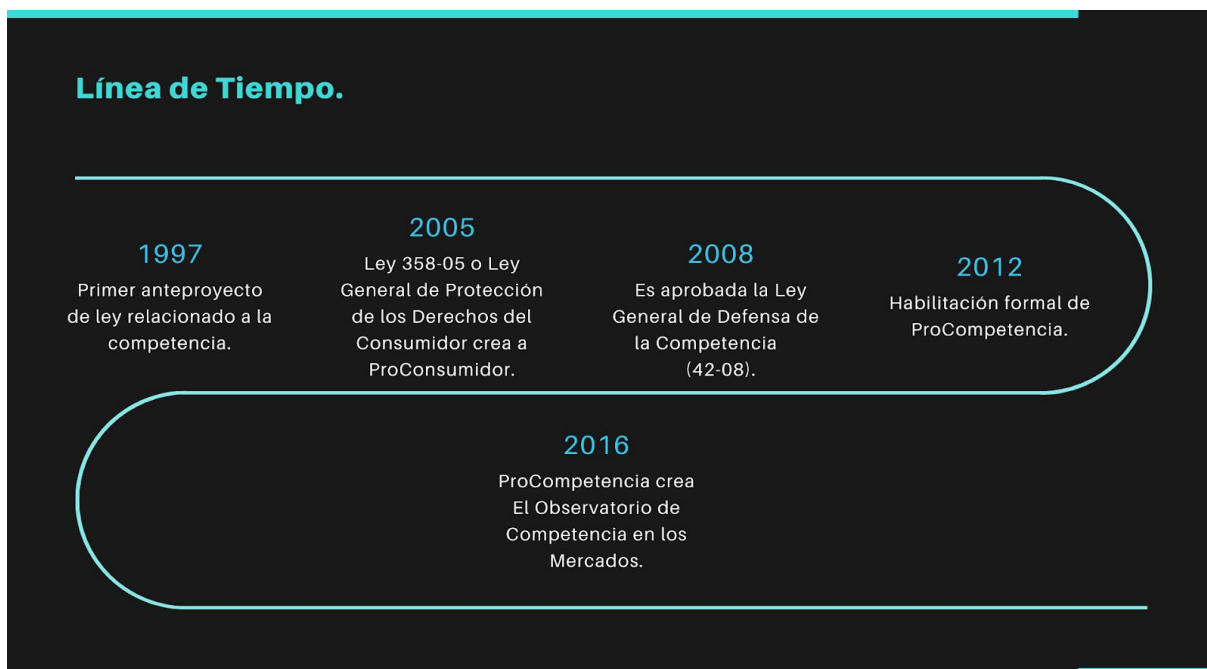 Línea de Tiempo.
1997
Primer anteproyecto
de ley relacionado a la
competencia.
2005
Ley 358-05 o Ley
General de Protección
de los Derechos del
Consumidor crea a
ProConsumidor.
2008
Es aprobada la Ley
General de Defensa de
la Competencia
(42-08).
2012
Habilitación formal de
ProCompetencia.
2016
ProCompetencia crea
El Observatorio de
Competencia en los
Mercados.